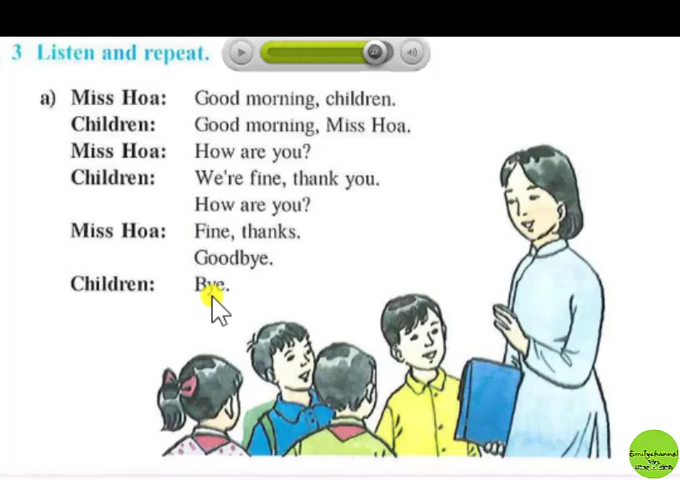 3 Listen and repeat.
a) Miss Hoa: Good morning, children.
Children: Good morning, Miss Hoa.
Miss Hoa: How are you?
Children: We're fine, thank you.
How are you?
Miss Hoa: Fine, thanks.
Goodbye.
Children: Bye.
Emilychannel